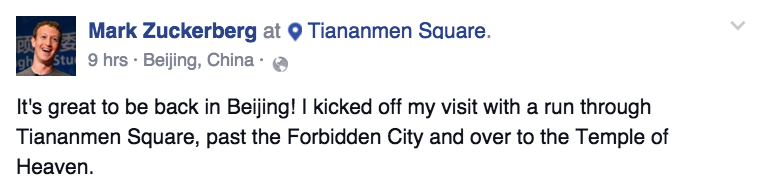 Mark Zuckerberg at Tiananmen Square.
9 hrs · Beijing, China ·
It's great to be back in Beijing! I kicked off my visit with a run through
Tiananmen Square, past the Forbidden City and over to the Temple of
Heaven.